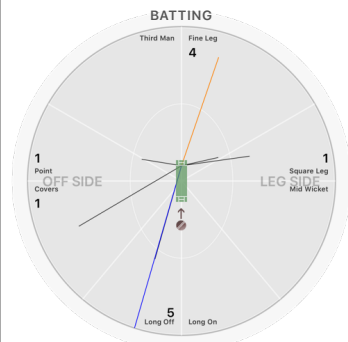 BATTING
Third Man Fine Leg
4
1 1
Point Square Leg
OFF SIDE LEG SIDE
Covers Mid Wicket
1
5
Long Off Long On